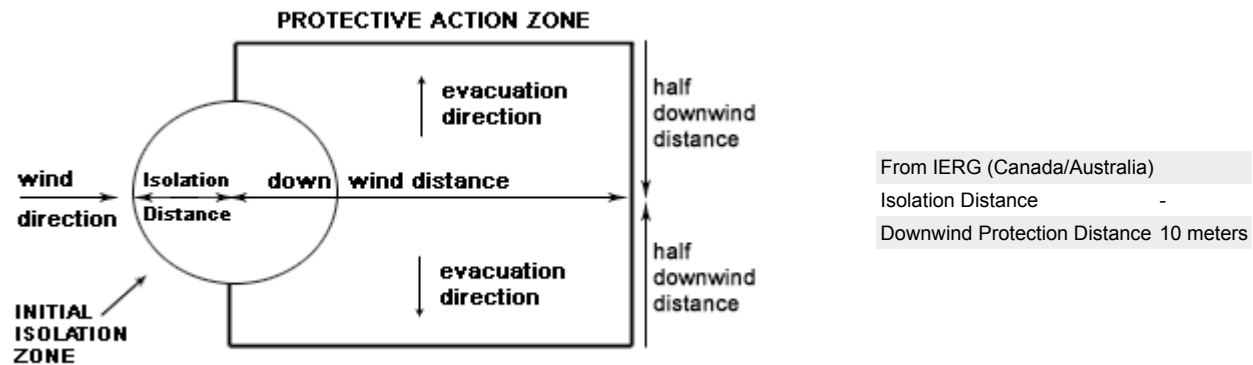 PROTECTIVE ACTION ZONE
evacuation
direction
half
downwind
distance
wind
direction
Isolation
Distance
down wind distance
evacuation
direction
half
downwind
distance
INITIAL
ISOLATION
ZONE
From IERG (Canada/Australia)
Isolation Distance -
Downwind Protection Distance 10 meters